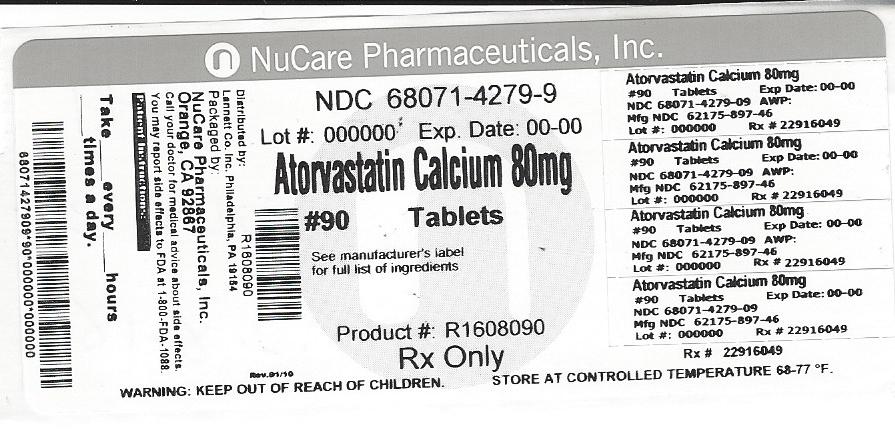 n NuCare Pharmaceuticals, Inc.
NDC 68071-4279-9
Lot #: 000000 Exp. Date: 00-00
Atorvastatin Calcium 80mg
#90 Tablets
See manufacturer's label
for full list of ingredients
Product #: R1608090
Rx Only
Rev. 01/10
WARNING: KEEP OUT OF REACH OF CHILDREN.
STORE AT CONTROLLED TEMPERATURE 68-77 °F.
R1608090
Distributed by:
Lannett Co. Inc. Philadelphia, PA 19154
Packaged by:
NuCare Pharmaceuticals, Inc.
Orange, CA 92867
Call your doctor for medical advice about side effects.
You may report side effects to FDA at 1-800-FDA-1088.
Patient Instructions:
Take ___ every ___ hours
___ times a day.
68071427909*90*000000*000000
Atorvastatin Calcium 80mg
#90 Tablets Exp Date: 00-00
NDC 68071-4279-09 AWP:
Mfg NDC 62175-897-46
Lot #: 000000 Rx # 22916049
Atorvastatin Calcium 80mg
#90 Tablets Exp Date: 00-00
NDC 68071-4279-09 AWP:
Mfg NDC 62175-897-46
Lot #: 000000 Rx # 22916049
Atorvastatin Calcium 80mg
#90 Tablets Exp Date: 00-00
NDC 68071-4279-09 AWP:
Mfg NDC 62175-897-46
Lot #: 000000 Rx # 22916049
Atorvastatin Calcium 80mg
#90 Tablets Exp Date: 00-00
NDC 68071-4279-09
Mfg NDC 62175-897-46
Lot #: 000000 Rx # 22916049
Rx # 22916049